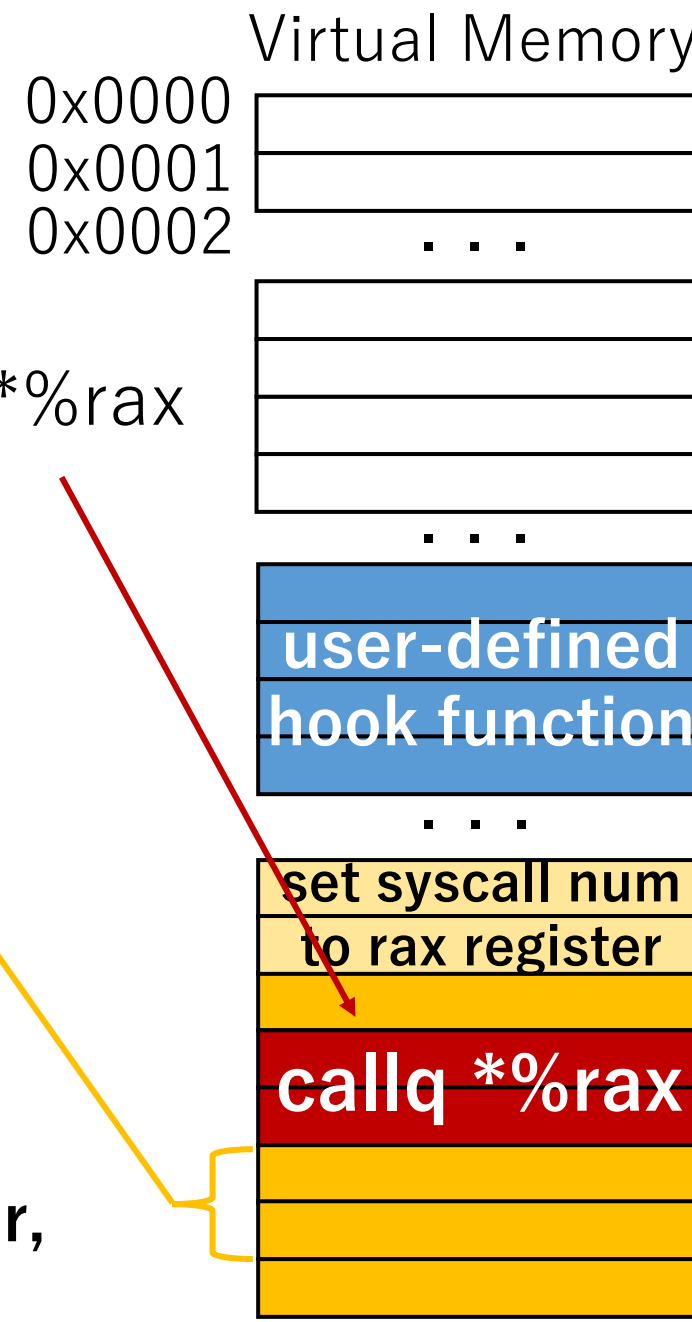 Virtual Memory
0x0000
0x0001
0x0002
. . .
*%rax
. . .
user-defined
hook function
. . .
set syscall num
to rax register
callq *%rax
r,